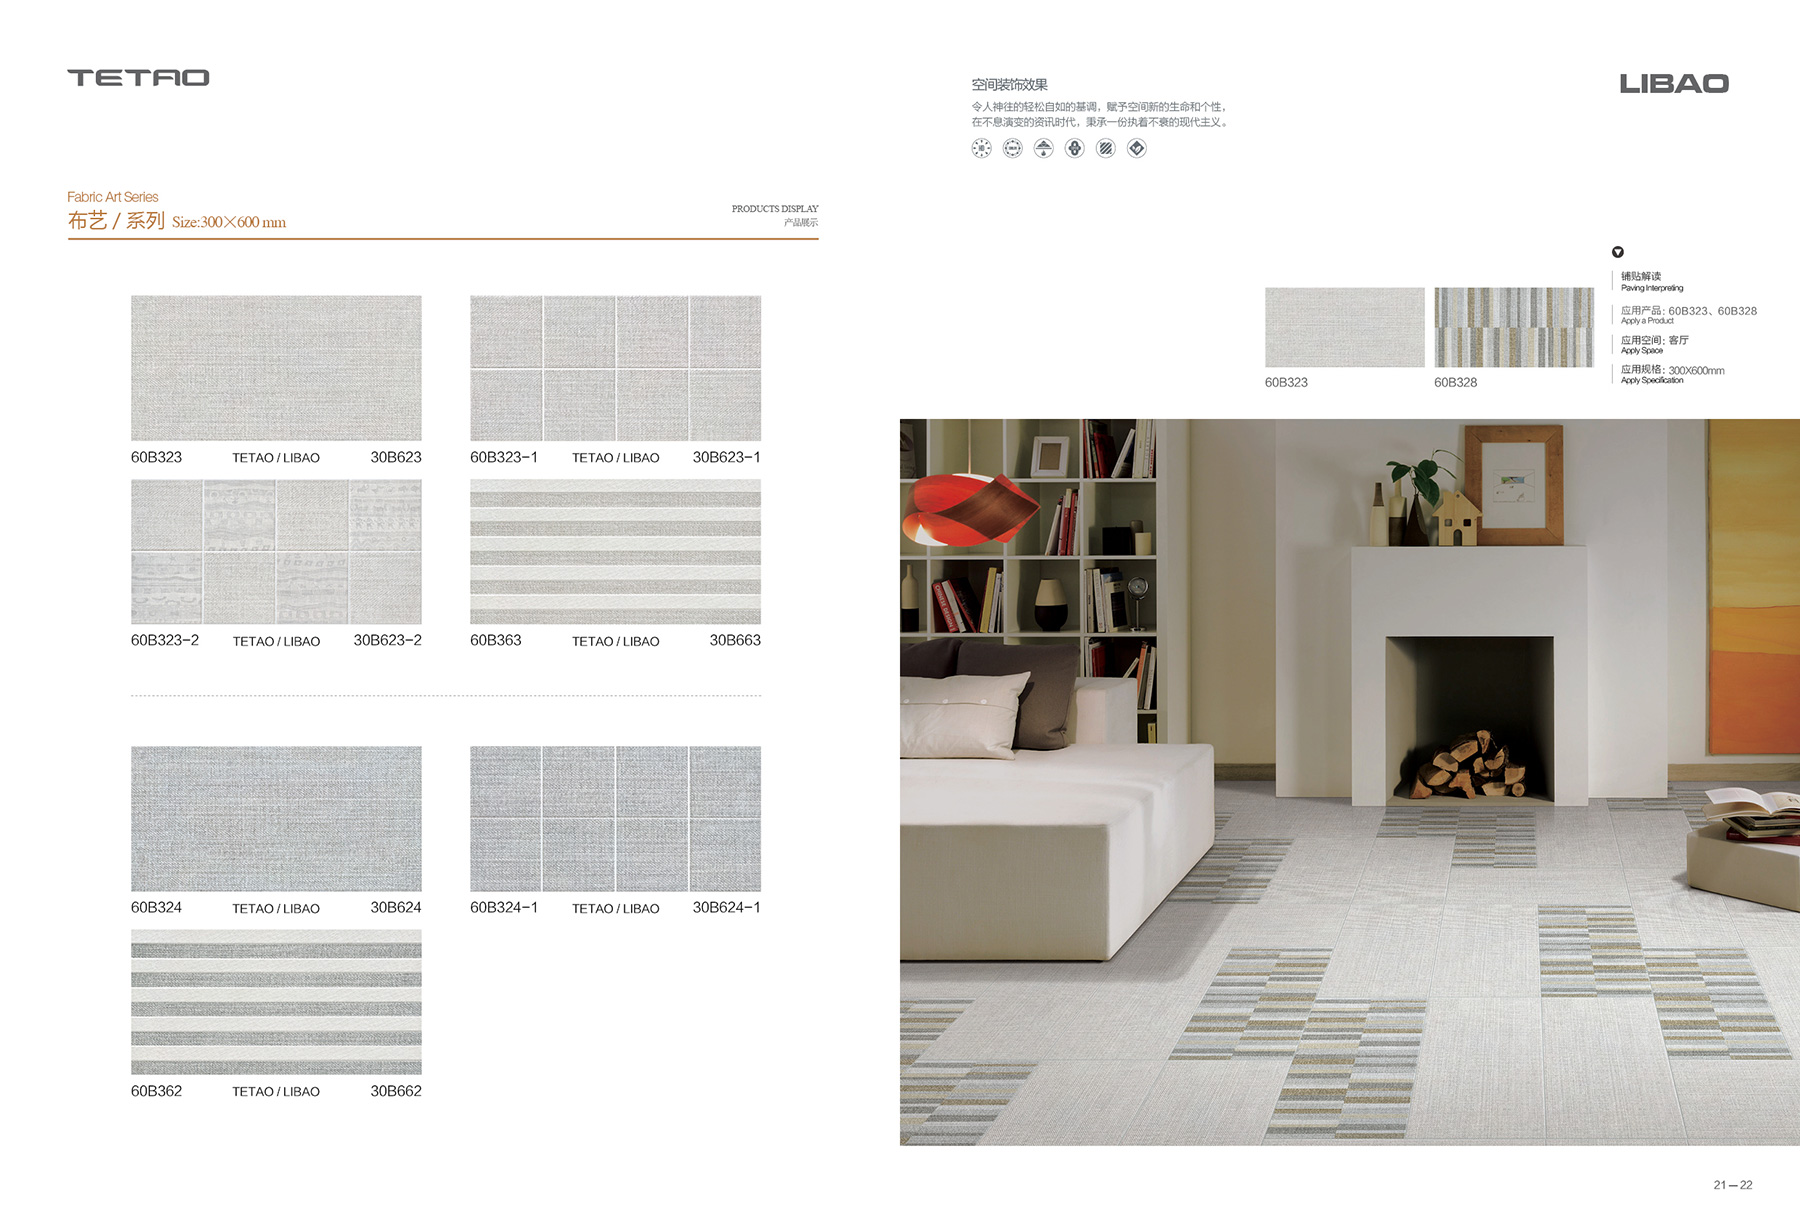 TETAO
Fabric Art Series
布艺 / 系列 Size:300×600 mm
PRODUCTS DISPLAY
产品展示
60B323 TETAO / LIBAO 30B623
60B323-1 TETAO / LIBAO 30B623-1
60B323-2 TETAO / LIBAO 30B623-2
60B363 TETAO / LIBAO 30B663
60B324 TETAO / LIBAO 30B624
60B324-1 TETAO / LIBAO 30B624-1
60B362 TETAO / LIBAO 30B662
空间装饰效果
令人神往的轻松自如的基调，赋予空间新的生命和个性，
在不息演变的资讯时代，秉承一份执着不衰的现代主义。
LIBAO
60B323
60B328
铺贴解读
Paving Interpreting
应用产品：60B323、60B328
Apply a Product
应用空间：客厅
Apply Space
应用规格：300X600mm
Apply Specification
21—22